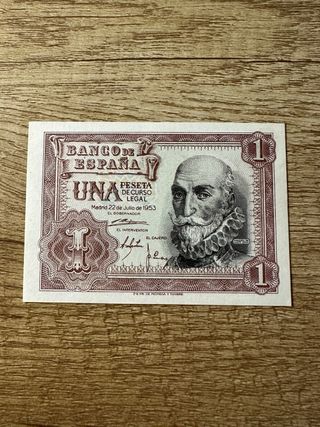 BANCO DE
ESPAÑA
1
UNA PESETA
DE CURSO
LEGAL
Madrid, 22 de Julio de 1953
EL GOBERNADOR
EL INTERVENTOR
EL CAJERO
1
1